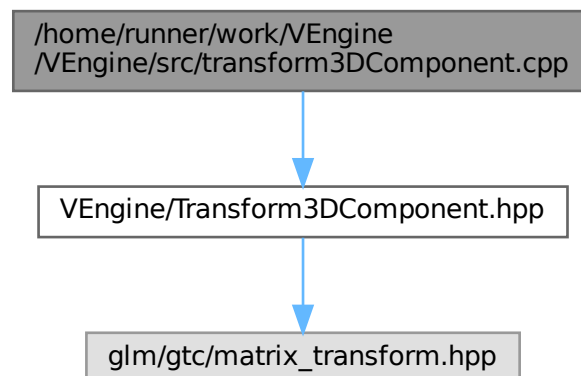 /home/runner/work/VEngine
/VEngine/src/transform3DComponent.cpp
VEngine/Transform3DComponent.hpp
glm/gtc/matrix_transform.hpp